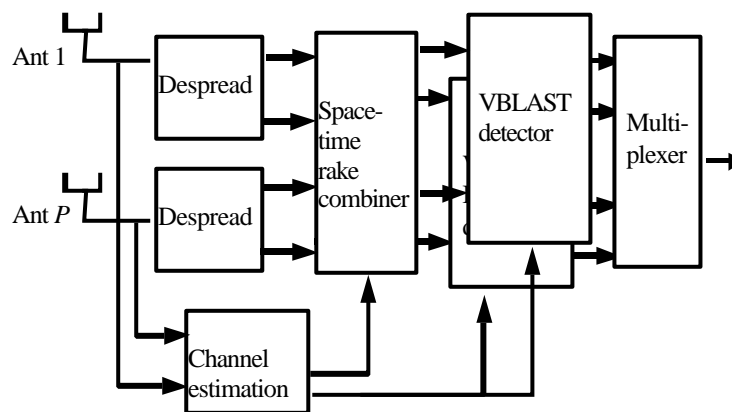 Ant 1
Despread
Space-
time
rake
combiner
VBLAST
detector
Multi-
plexer
Ant P
Despread
Channel
estimation